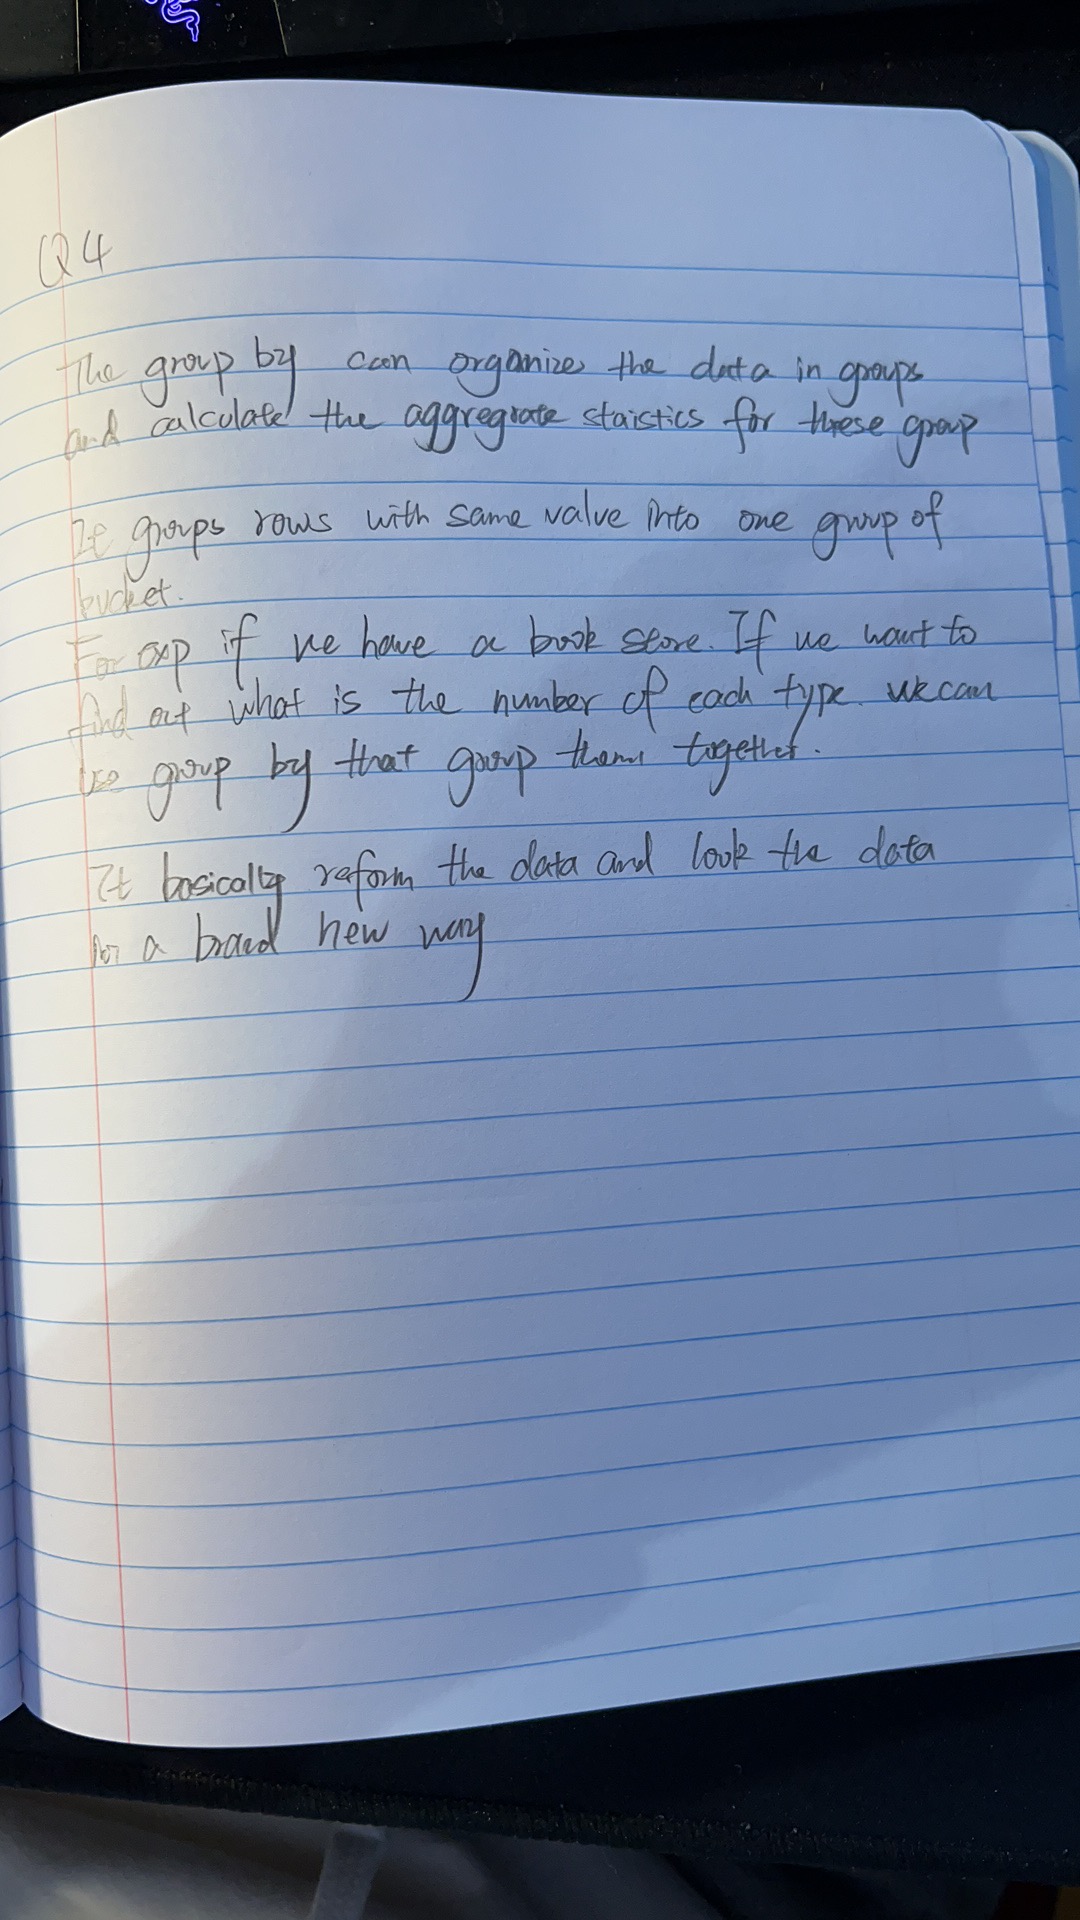 Q4
The group by can organizes the data in groups
and calculate the aggregate staistics for these group
It groups rows with same value into one group of
bucket.
For exp if we have a book store. If we want to
find out what is the number of each type. we can
use group by that group them together.
It basically reform the data and look the data
in a brand new way